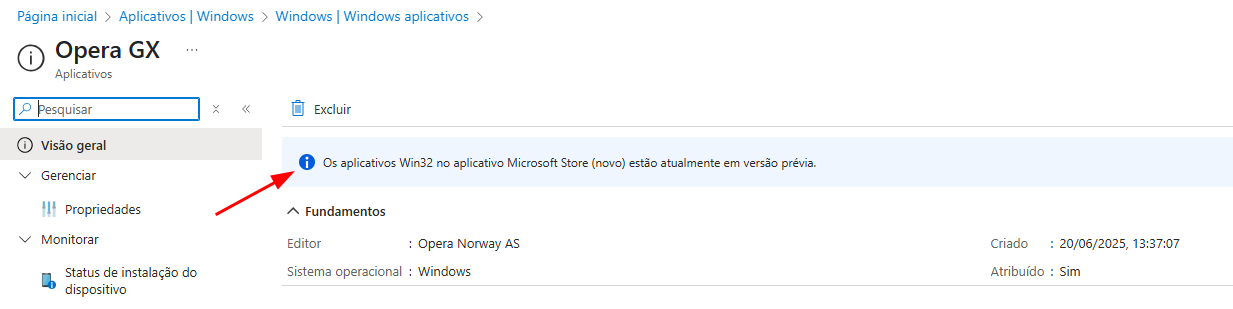 Página inicial > Aplicativos | Windows > Windows | Windows aplicativos >
Opera GX ...
Aplicativos
Pesquisar
Excluir
Visão geral
Os aplicativos Win32 no aplicativo Microsoft Store (novo) estão atualmente em versão prévia.
Gerenciar
Propriedades
Fundamentos
Monitorar
Editor : Opera Norway AS
Criado : 20/06/2025, 13:37:07
Status de instalação do
dispositivo
Sistema operacional : Windows
Atribuído : Sim